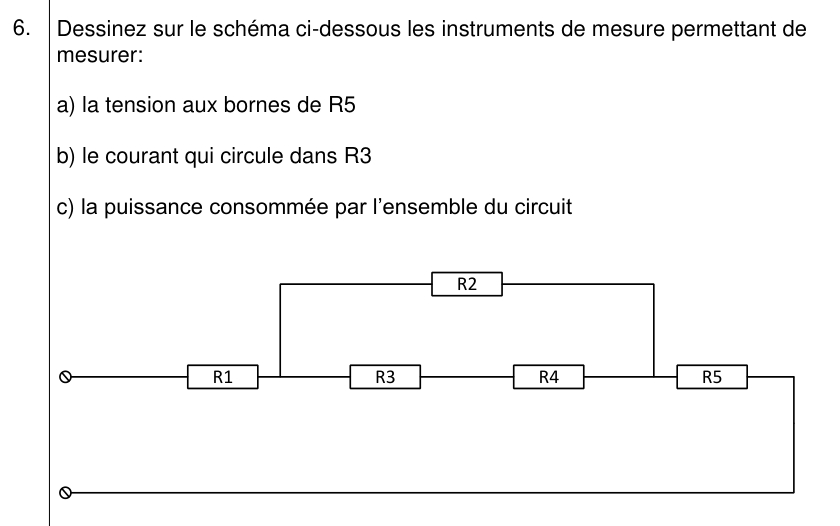 6. Dessinez sur le schéma ci-dessous les instruments de mesure permettant de
mesurer:
a) la tension aux bornes de R5
b) le courant qui circule dans R3
c) la puissance consommée par l'ensemble du circuit
R2
R1 R3 R4 R5